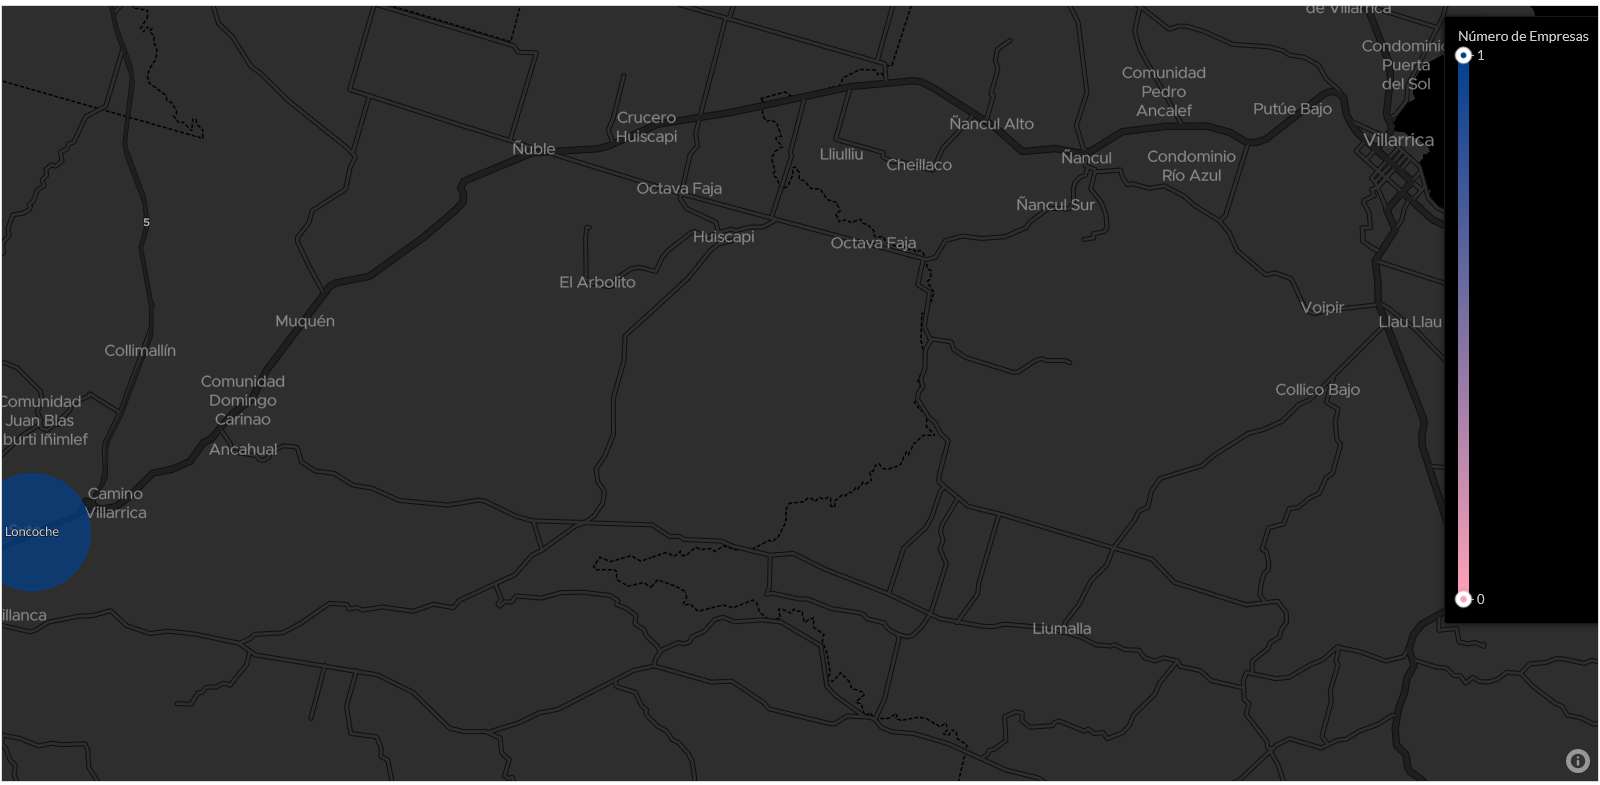 de Villarrica
Número de Empresas
1
0
Condominio
Puerta
del Sol
Comunidad
Pedro
Ancalef
Putúe Bajo
Crucero
Huiscapi
Ñancul Alto
Villarrica
Ñuble
Lliulliu
Cheillaco
Ñancul
Condominio
Río Azul
Octava Faja
Ñancul Sur
5
Huiscapi
Octava Faja
El Arbolito
Voipir
Muquén
Llau Llau
Collimallín
Comunidad
Domingo
Carinao
Collico Bajo
Comunidad
Juan Blas
burti Iñimlef
Ancahual
Camino
Villarrica
Loncoche
illanca
Liumalla